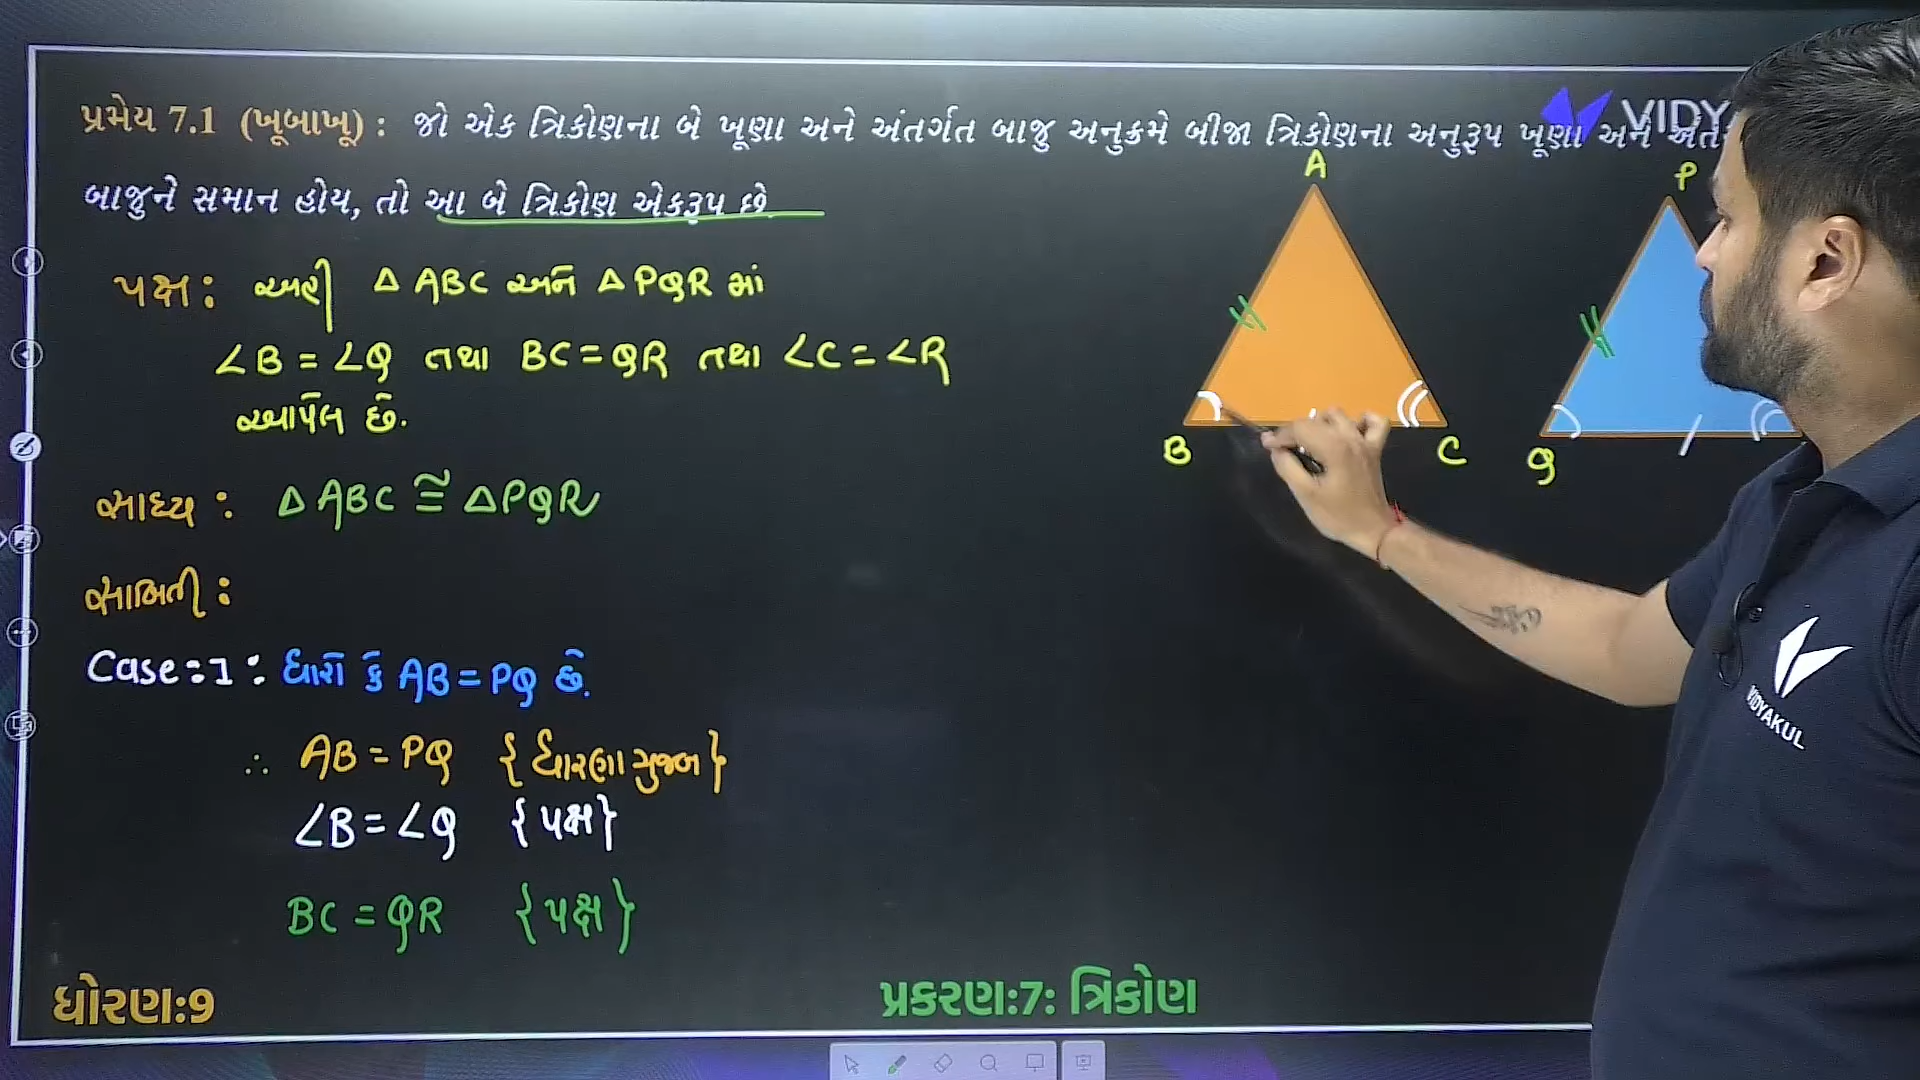 પ્રમેય 7.1 (ખૂબાખૂ) : જો એક ત્રિકોણના બે ખૂણા અને અંતર્ગત બાજુ અનુક્રમે બીજા ત્રિકોણના અનુરૂપ ખૂણા અને
બાજુને સમાન હોય, તો આ બે ત્રિકોણ એકરૂપ છે.
પક્ષ : અહીં △ ABC અને △ PQR માં
∠B = ∠Q તથા BC = QR તથા ∠C = ∠R
આપેલ છે.
સાધ્ય : △ ABC ≅ △PQR
સાબિતી :
Case:1 : ધારો કે AB = PQ છે.
∴ AB = PQ {ધારણા મુજબ}
∠B = ∠Q {પક્ષ}
BC = QR {પક્ષ}
A
B
C
P
Q
VIDYAKUL
ધોરણ:9
પ્રકરણ:7: ત્રિકોણ